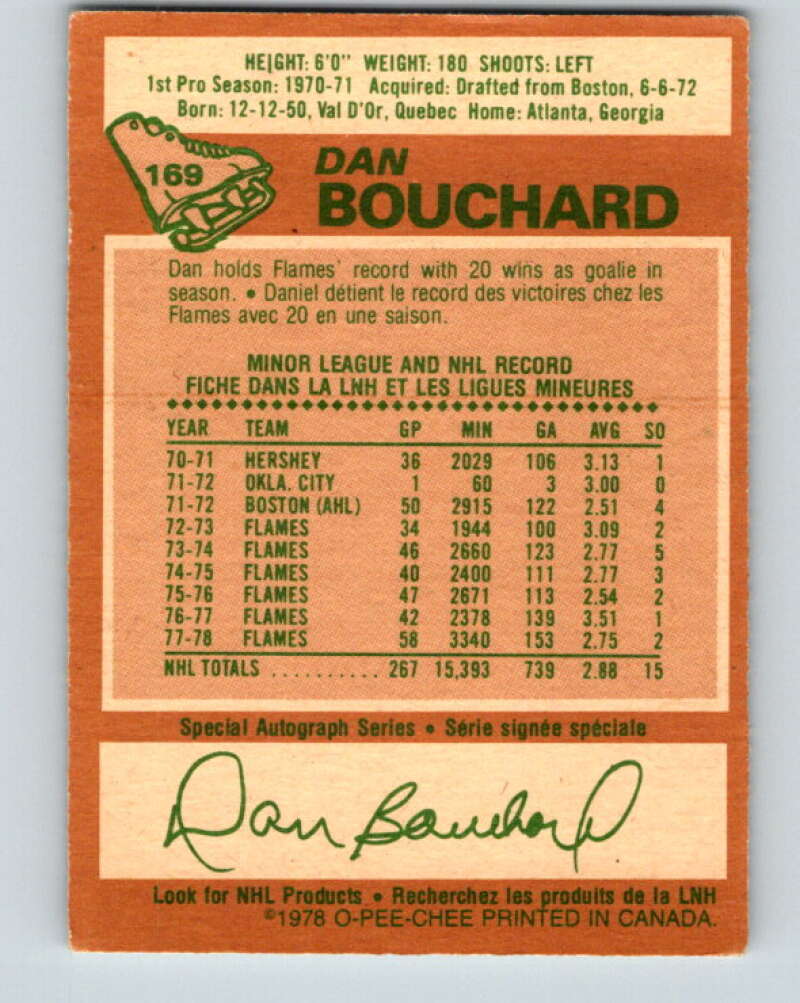 HEIGHT: 6'0" WEIGHT: 180 SHOOTS: LEFT
1st Pro Season: 1970-71 Acquired: Drafted from Boston, 6-6-72
Born: 12-12-50, Val D'Or, Quebec Home: Atlanta, Georgia
169
DAN
BOUCHARD
Dan holds Flames' record with 20 wins as goalie in
season. • Daniel détient le record des victoires chez les
Flames avec 20 en une saison.
MINOR LEAGUE AND NHL RECORD
FICHE DANS LA LNH ET LES LIGUES MINEURES
YEAR TEAM GP MIN GA AVG SO
70-71 HERSHEY 36 2029 106 3.13 1
71-72 OKLA. CITY 1 60 3 3.00 0
71-72 BOSTON (AHL) 50 2915 122 2.51 4
72-73 FLAMES 34 1944 100 3.09 2
73-74 FLAMES 46 2660 123 2.77 5
74-75 FLAMES 40 2400 111 2.77 3
75-76 FLAMES 47 2671 113 2.54 2
76-77 FLAMES 42 2378 139 3.51 1
77-78 FLAMES 58 3340 153 2.75 2
NHL TOTALS .......... 267 15,393 739 2.88 15
Special Autograph Series • Série signée spéciale
Dan Bouchard
Look for NHL Products • Recherchez les produits de la LNH
©1978 O-PEE-CHEE PRINTED IN CANADA.